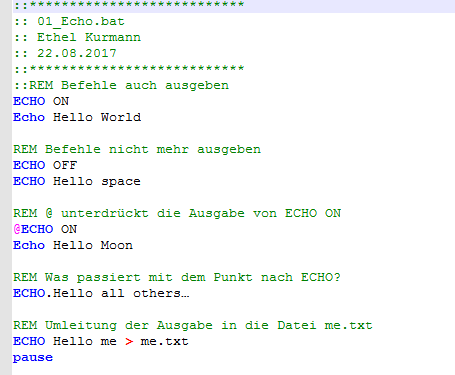 ::***************************
:: 01_Echo.bat
:: Ethel Kurmann
:: 22.08.2017
::***************************
::REM Befehle auch ausgeben
ECHO ON
Echo Hello World
REM Befehle nicht mehr ausgeben
ECHO OFF
ECHO Hello space
REM @ unterdrückt die Ausgabe von ECHO ON
@ECHO ON
Echo Hello Moon
REM Was passiert mit dem Punkt nach ECHO?
ECHO.Hello all others…
REM Umleitung der Ausgabe in die Datei me.txt
ECHO Hello me > me.txt
pause